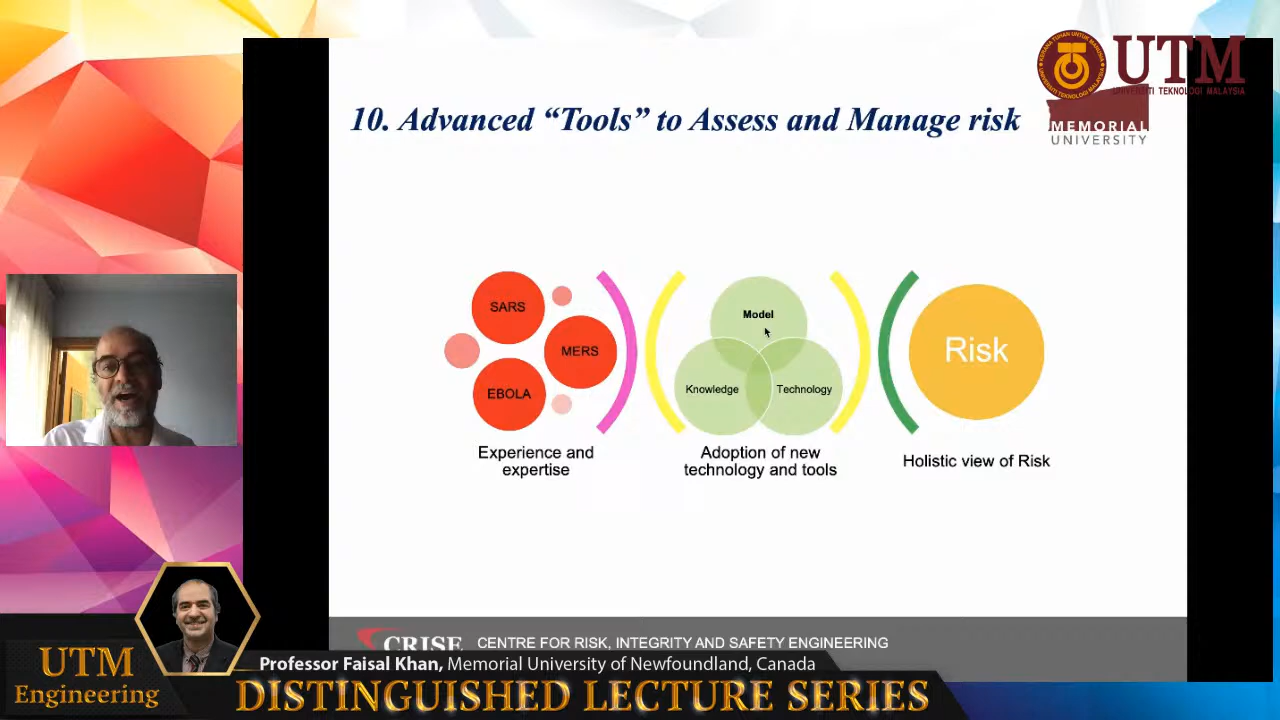 UTM
UNIVERSITI TEKNOLOGI MALAYSIA
MEMORIAL
UNIVERSITY
10. Advanced “Tools” to Assess and Manage risk
SARS
MERS
EBOLA
Experience and
expertise
Model
Knowledge
Technology
Adoption of new
technology and tools
Risk
Holistic view of Risk
CRISE
CENTRE FOR RISK, INTEGRITY AND SAFETY ENGINEERING
Professor Faisal Khan, Memorial University of Newfoundland, Canada
UTM
Engineering
DISTINGUISHED LECTURE SERIES